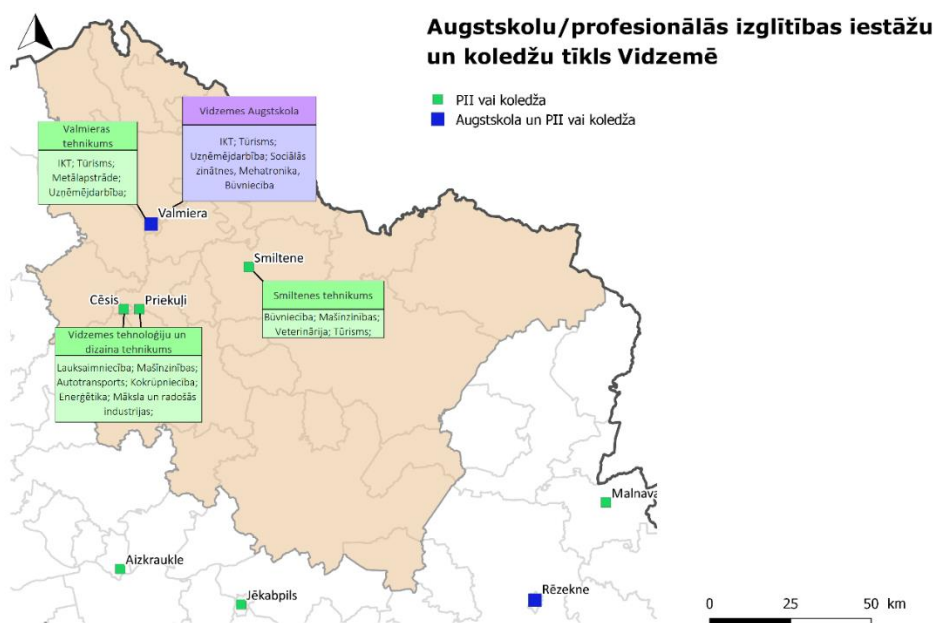 Augstskolu/profesionālās izglītības iestāžu
un koledžu tīkls Vidzemē
PII vai koledža
Augstskola un PII vai koledža
Vidzemes Augstskola
IKT; Tūrisms;
Uzņēmējdarbība; Sociālās
zinātnes, Mehatronika,
Būvniecība
Valmieras
tehnikums
IKT; Tūrisms;
Metālapstrāde;
Uzņēmējdarbība;
Valmiera
Smiltene
Smiltenes tehnikums
Būvniecība; Mašīnzinības;
Veterinārija; Tūrisms;
Cēsis
Priekuļi
Vidzemes tehnoloģiju un
dizaina tehnikums
Lauksaimniecība; Mašīnzinības;
Autotransports; Kokrūpniecība;
Enerģētika; Māksla un radošās
industrijas;
Malnava
Aizkraukle
Jēkabpils
Rēzekne
0 25 50 km